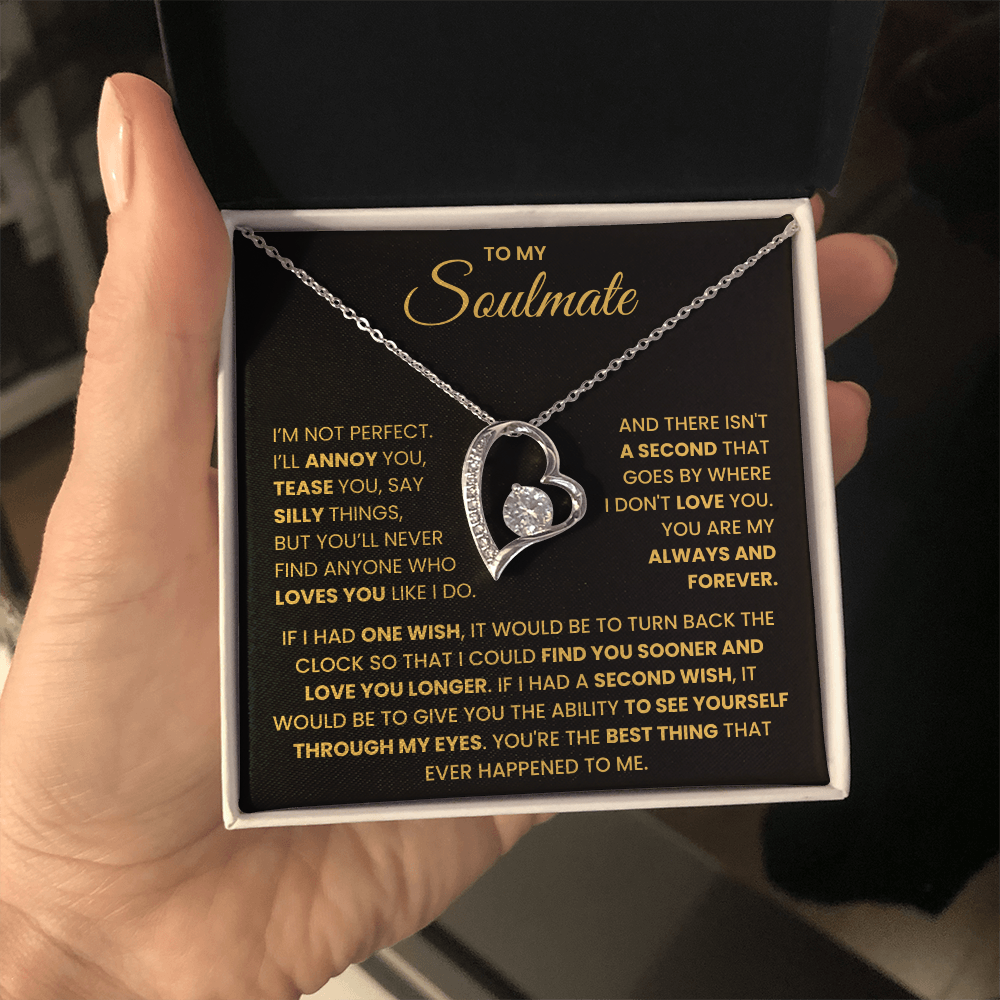 TO MY
Soulmate
I'M NOT PERFECT.
I'LL ANNOY YOU,
TEASE YOU, SAY
SILLY THINGS,
BUT YOU'LL NEVER
FIND ANYONE WHO
LOVES YOU LIKE I DO.
AND THERE ISN'T
A SECOND THAT
GOES BY WHERE
I DON'T LOVE YOU.
YOU ARE MY
ALWAYS AND
FOREVER.
IF I HAD ONE WISH, IT WOULD BE TO TURN BACK THE
CLOCK SO THAT I COULD FIND YOU SOONER AND
LOVE YOU LONGER. IF I HAD A SECOND WISH, IT
WOULD BE TO GIVE YOU THE ABILITY TO SEE YOURSELF
THROUGH MY EYES. YOU'RE THE BEST THING THAT
EVER HAPPENED TO ME.